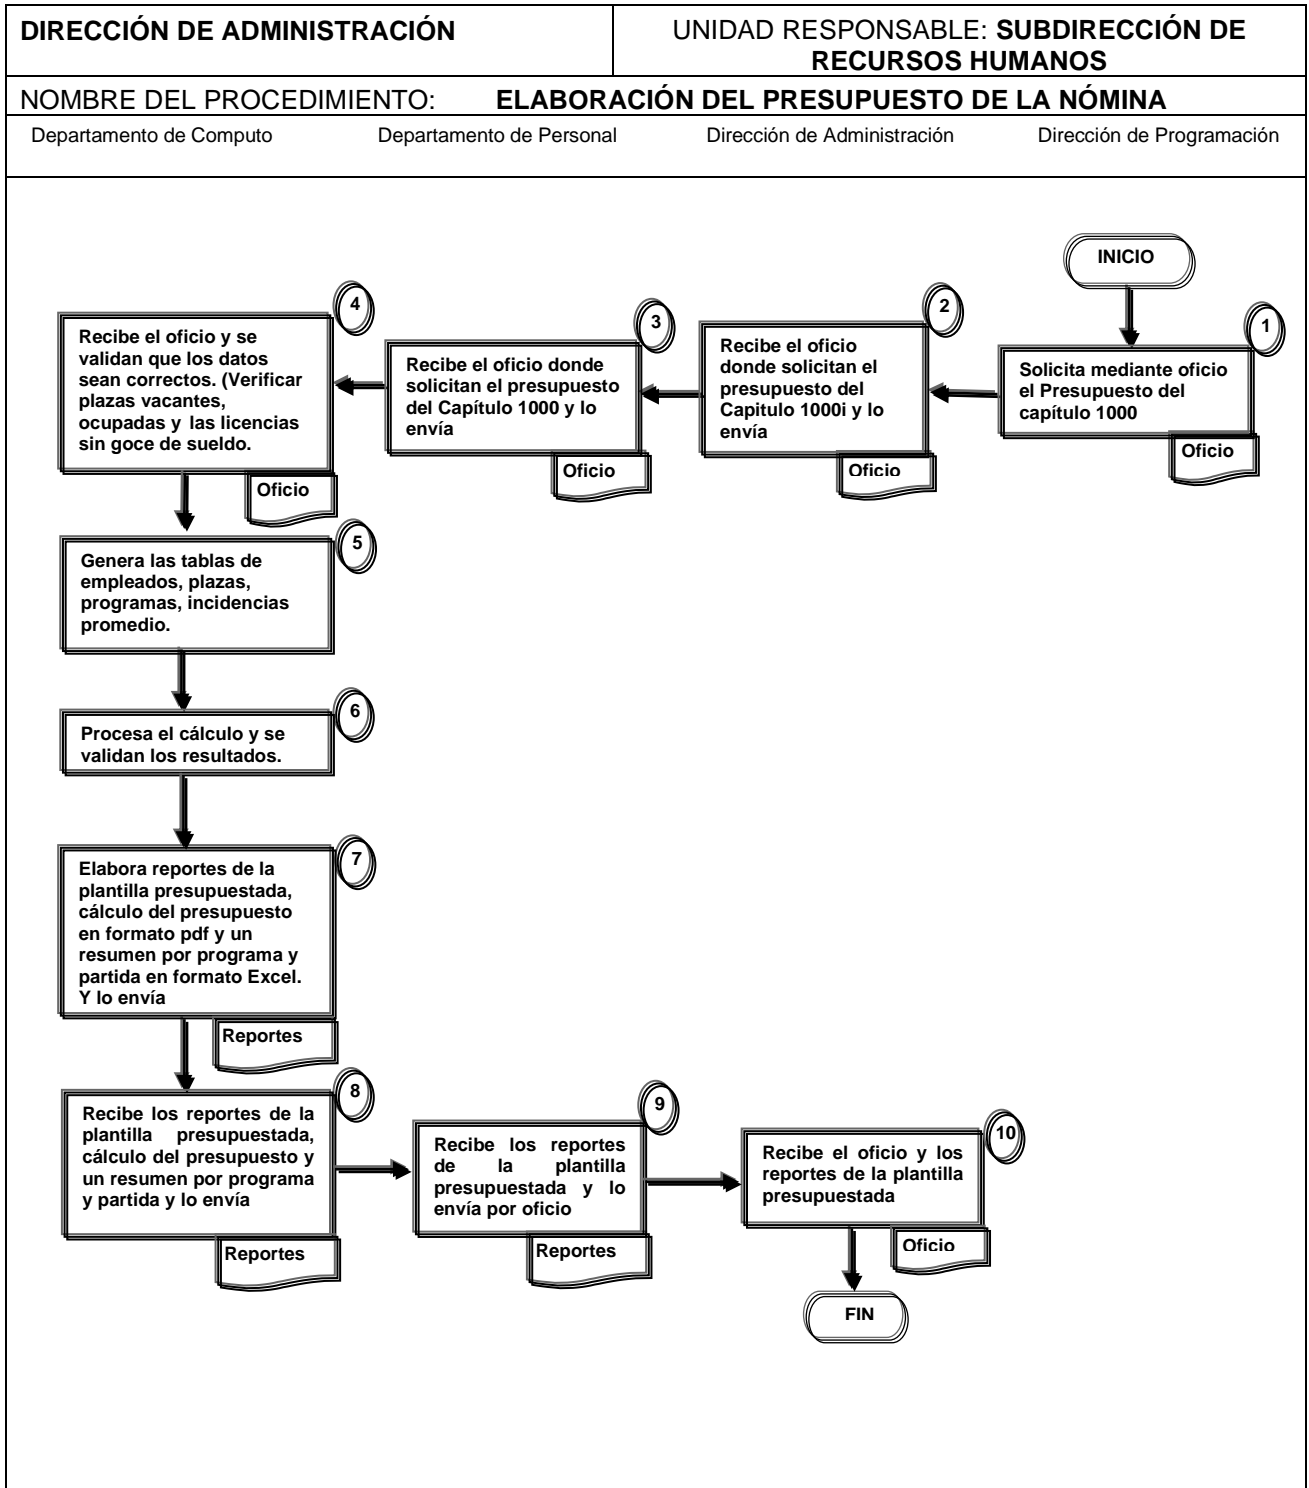 DIRECCIÓN DE ADMINISTRACIÓN
UNIDAD RESPONSABLE: SUBDIRECCIÓN DE
RECURSOS HUMANOS
NOMBRE DEL PROCEDIMIENTO: ELABORACIÓN DEL PRESUPUESTO DE LA NÓMINA
Departamento de Computo
Departamento de Personal
Dirección de Administración
Dirección de Programación
INICIO
1
Solicita mediante oficio
el Presupuesto del
capítulo 1000
Oficio
2
Recibe el oficio
donde solicitan el
presupuesto del
Capitulo 1000i y lo
envía
Oficio
3
Recibe el oficio donde
solicitan el presupuesto
del Capítulo 1000 y lo
envía
Oficio
4
Recibe el oficio y se
validan que los datos
sean correctos. (Verificar
plazas vacantes,
ocupadas y las licencias
sin goce de sueldo.
Oficio
5
Genera las tablas de
empleados, plazas,
programas, incidencias
promedio.
6
Procesa el cálculo y se
validan los resultados.
7
Elabora reportes de la
plantilla presupuestada,
cálculo del presupuesto
en formato pdf y un
resumen por programa y
partida en formato Excel.
Y lo envía
Reportes
8
Recibe los reportes de la
plantilla presupuestada,
cálculo del presupuesto y
un resumen por programa
y partida y lo envía
Reportes
9
Recibe los reportes
de la plantilla
presupuestada y lo
envía por oficio
Reportes
10
Recibe el oficio y los
reportes de la plantilla
presupuestada
Oficio
FIN